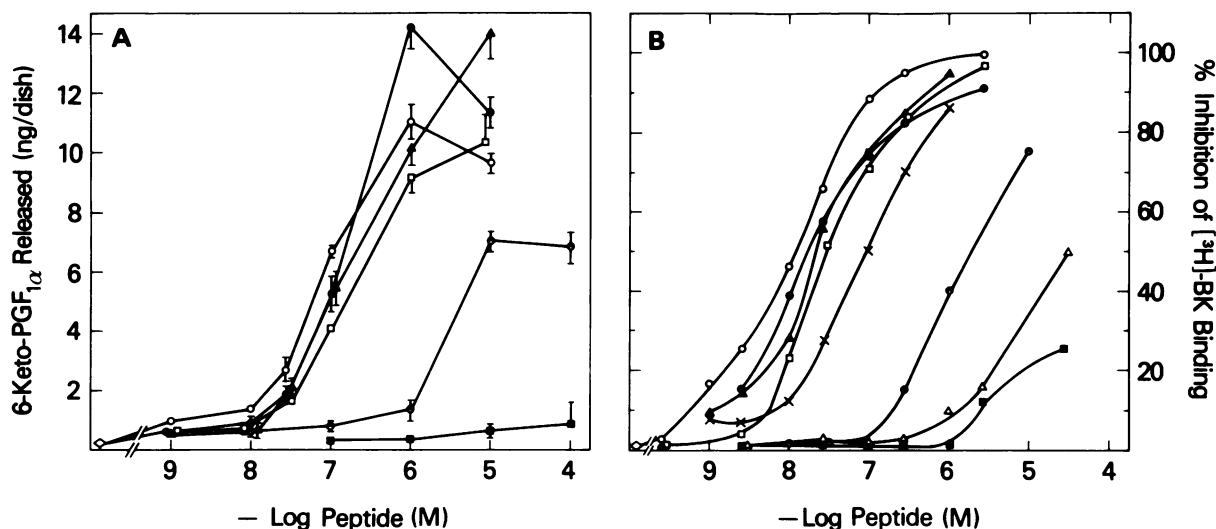 A
B
6-Keto-PGF1α Released (ng/dish)
14
12
10
8
6
4
2
9 8 7 6 5 4
— Log Peptide (M)
% Inhibition of [³H]-BK Binding
100
80
60
40
20
9 8 7 6 5 4
— Log Peptide (M)